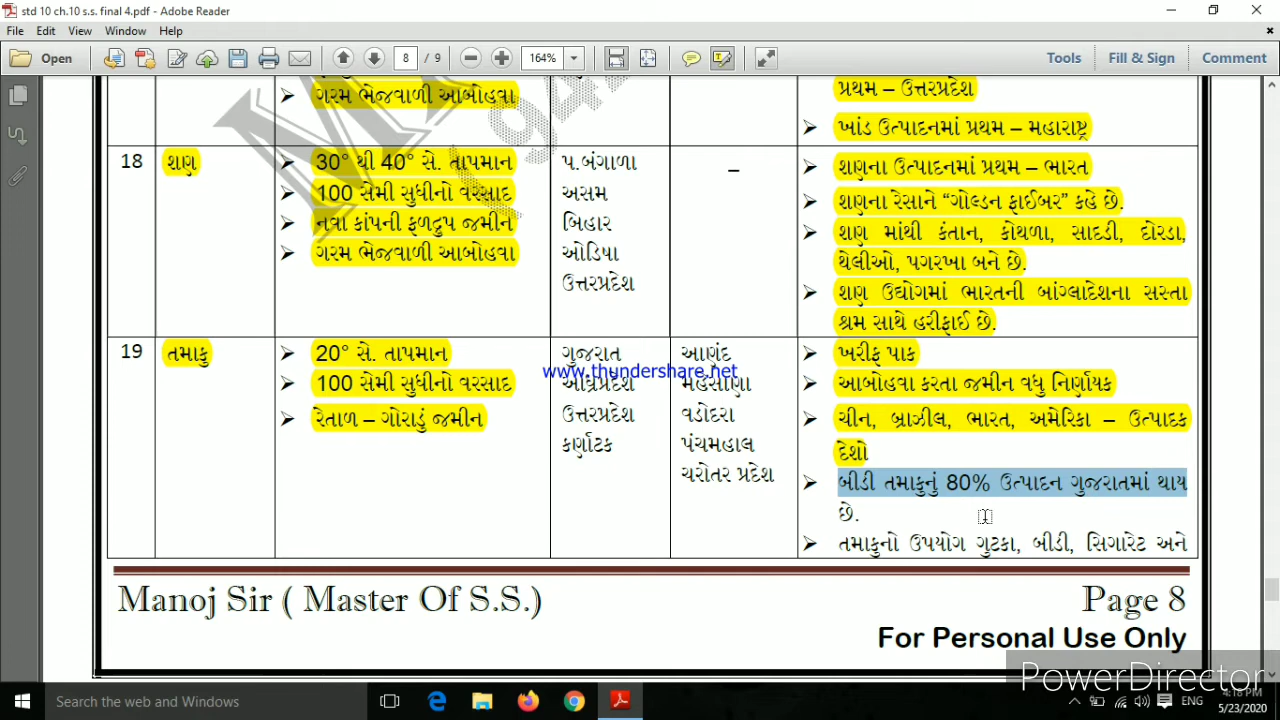 std 10 ch.10 s.s. final 4.pdf - Adobe Reader
File Edit View Window Help
Open 8 / 9 164% Tools Fill & Sign Comment
ગરમ ભેજવાળી આબોહવા
પ્રથમ – ઉત્તરપ્રદેશ
ખાંડ ઉત્પાદનમાં પ્રથમ – મહારાષ્ટ્ર
18 શણ
30° થી 40° સે. તાપમાન
100 સેમી સુધીનો વરસાદ
નવા કાંપની ફળદ્રુપ જમીન
ગરમ ભેજવાળી આબોહવા
પ.બંગાળા
અસમ
બિહાર
ઓડિષા
ઉત્તરપ્રદેશ
–
શણના ઉત્પાદનમાં પ્રથમ – ભારત
શણના રેસાને “ગોલ્ડન ફાઈબર” કહે છે.
શણ માંથી કંતાન, કોથળા, સાદડી, દોરડા,
થેલીઓ, પગરખા બને છે.
શણ ઉદ્યોગમાં ભારતની બાંગ્લાદેશના સસ્તા
શ્રમ સાથે હરીફાઈ છે.
19 તમાકુ
20° સે. તાપમાન
100 સેમી સુધીનો વરસાદ
રેતાળ – ગોરાડું જમીન
ગુજરાત
આંધ્રપ્રદેશ
ઉત્તરપ્રદેશ
કર્ણાટક
આણંદ
મહેસાણા
વડોદરા
પંચમહાલ
ચરોતર પ્રદેશ
ખરીફ પાક
આબોહવા કરતા જમીન વધુ નિર્ણાયક
ચીન, બ્રાઝીલ, ભારત, અમેરિકા – ઉત્પાદક
દેશો
બીડી તમાકુનું 80% ઉત્પાદન ગુજરાતમાં થાય
છે.
તમાકુનો ઉપયોગ ગુટકા, બીડી, સિગારેટ અને
www.thundershare.net
Manoj Sir ( Master Of S.S.) Page 8
For Personal Use Only
PowerDirector
Search the web and Windows
ENG 4:18 PM
5/23/2020